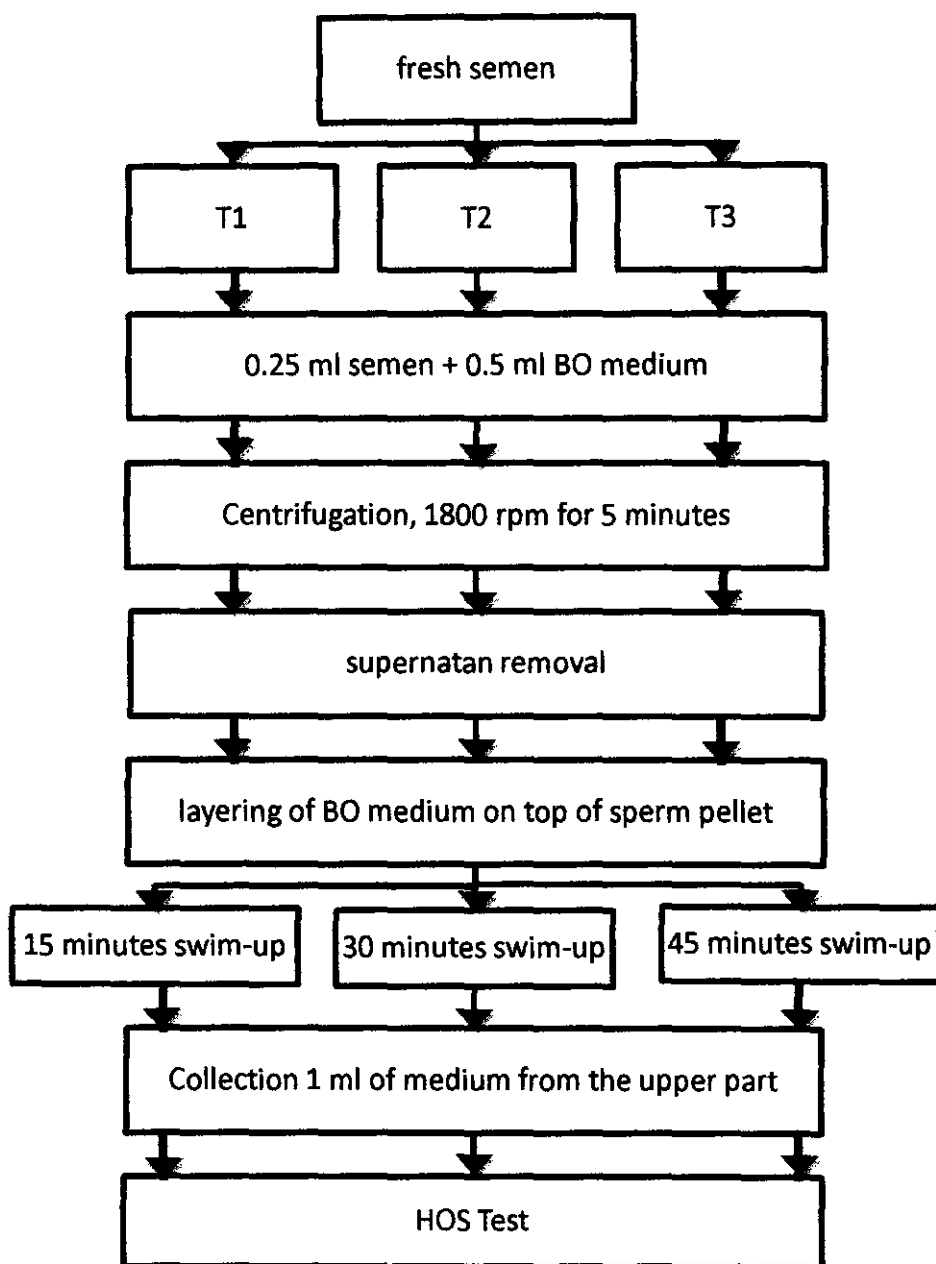 fresh semen
T1
T2
T3
0.25 ml semen + 0.5 ml BO medium
Centrifugation, 1800 rpm for 5 minutes
supernatan removal
layering of BO medium on top of sperm pellet
15 minutes swim-up
30 minutes swim-up
45 minutes swim-up
Collection 1 ml of medium from the upper part
HOS Test